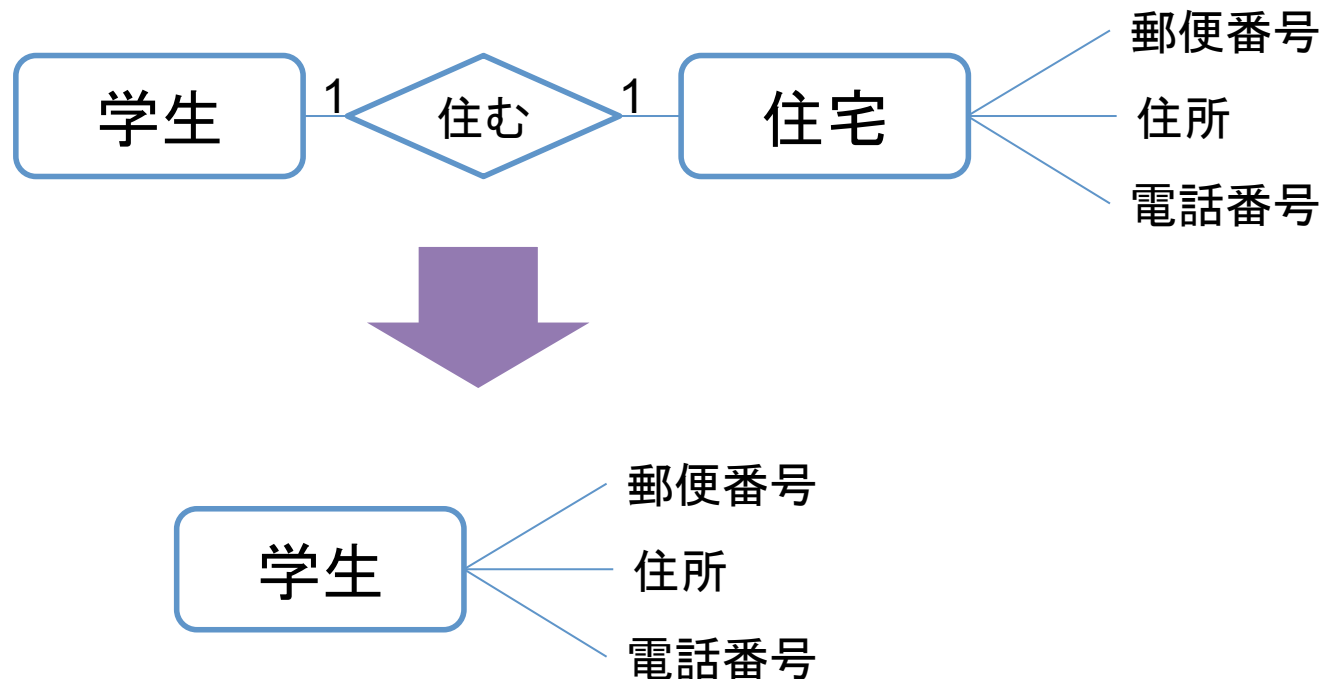 郵便番号
学生 1 住む 1 住宅
住所
電話番号
郵便番号
学生
住所
電話番号